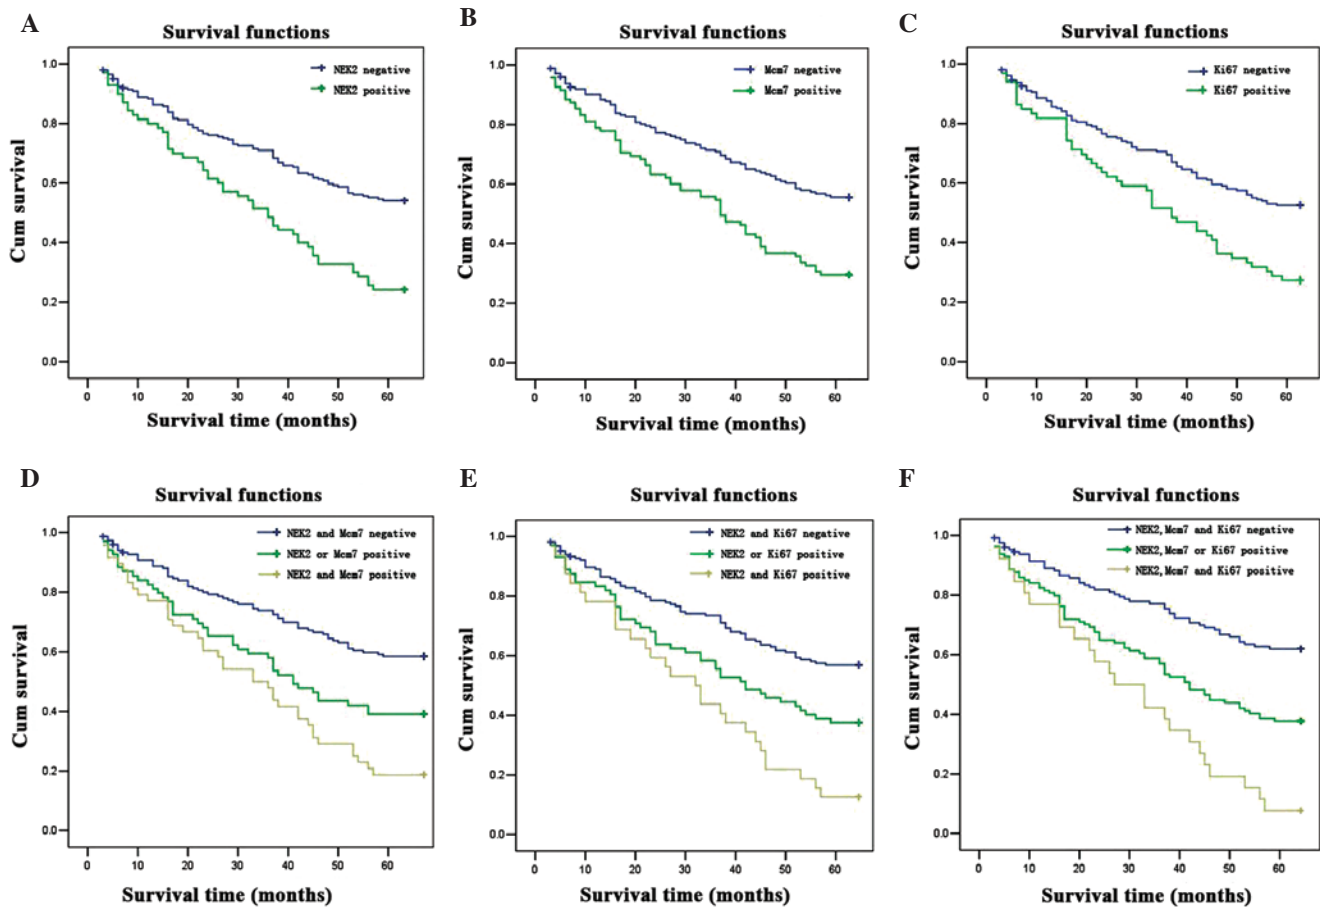 A
Survival functions
NEK2 negative
NEK2 positive
Cum survival
1.0
0.8
0.6
0.4
0.2
0.0
0 10 20 30 40 50 60
Survival time (months)
B
Survival functions
Mcm7 negative
Mcm7 positive
Cum survival
1.0
0.8
0.6
0.4
0.2
0.0
0 10 20 30 40 50 60
Survival time (months)
C
Survival functions
Ki67 negative
Ki67 positive
Cum survival
1.0
0.8
0.6
0.4
0.2
0.0
0 10 20 30 40 50 60
Survival time (months)
D
Survival functions
NEK2 and Mcm7 negative
NEK2 or Mcm7 positive
NEK2 and Mcm7 positive
Cum survival
1.0
0.8
0.6
0.4
0.2
0.0
0 10 20 30 40 50 60
Survival time (months)
E
Survival functions
NEK2 and Ki67 negative
NEK2 or Ki67 positive
NEK2 and Ki67 positive
Cum survival
1.0
0.8
0.6
0.4
0.2
0.0
0 10 20 30 40 50 60
Survival time (months)
F
Survival functions
NEK2,Mcm7 and Ki67 negative
NEK2,Mcm7 or Ki67 positive
NEK2,Mcm7 and Ki67 positive
Cum survival
1.0
0.8
0.6
0.4
0.2
0.0
0 10 20 30 40 50 60
Survival time (months)